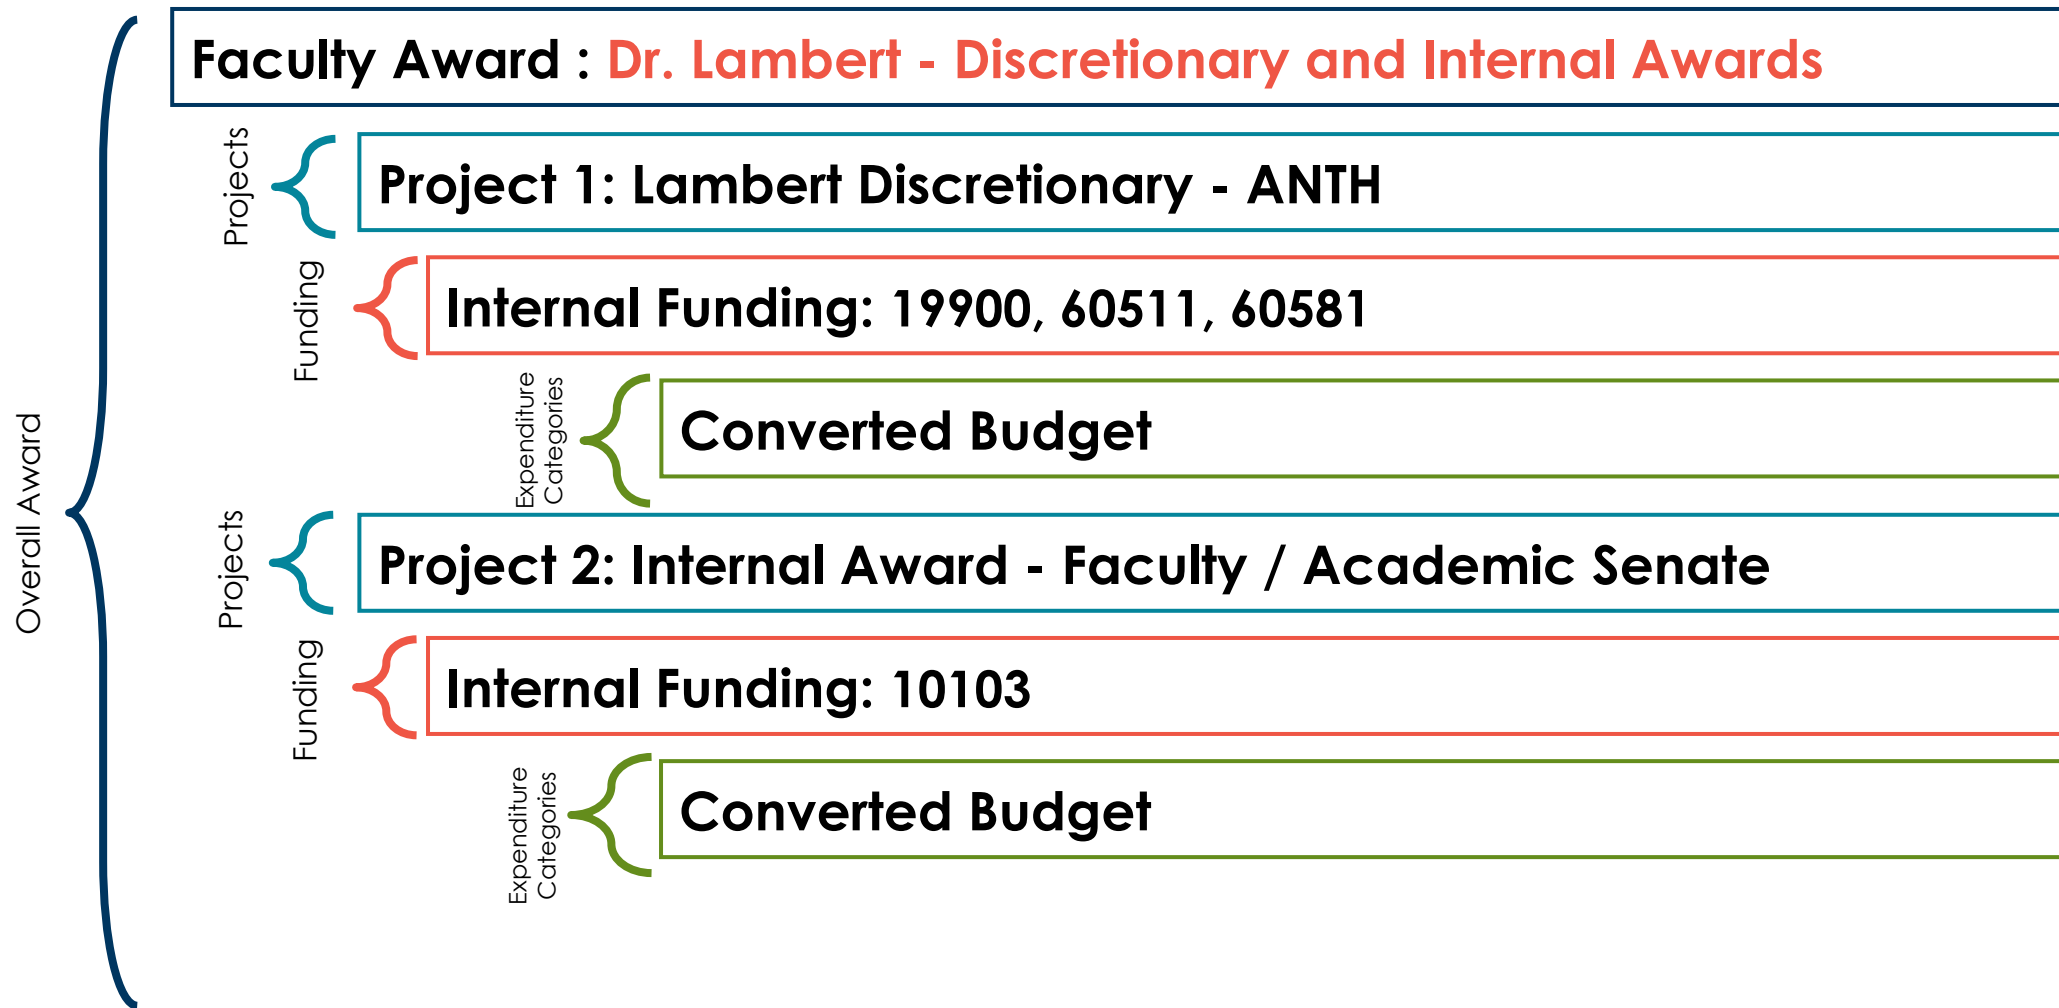 Faculty Award : Dr. Lambert - Discretionary and Internal Awards
Overall Award
Projects
Project 1: Lambert Discretionary - ANTH
Funding
Internal Funding: 19900, 60511, 60581
Expenditure
Categories
Converted Budget
Projects
Project 2: Internal Award - Faculty / Academic Senate
Funding
Internal Funding: 10103
Expenditure
Categories
Converted Budget